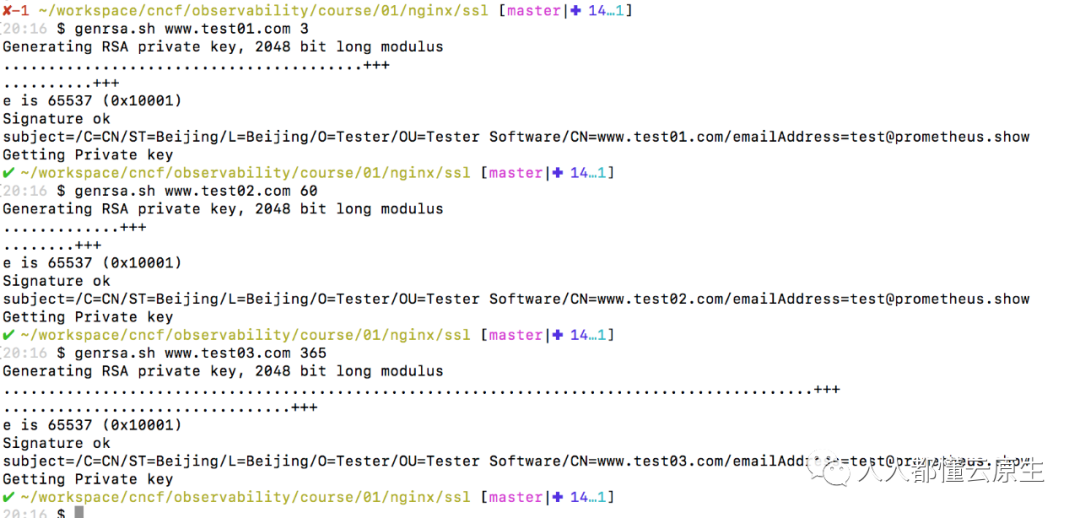 ✘-1 ~/workspace/cncf/observability/course/01/nginx/ssl [master|✚ 14…1]
[20:16 $ genrsa.sh www.test01.com 3
Generating RSA private key, 2048 bit long modulus
........................................+++
..........+++
e is 65537 (0x10001)
Signature ok
subject=/C=CN/ST=Beijing/L=Beijing/O=Tester/OU=Tester Software/CN=www.test01.com/emailAddress=test@prometheus.show
Getting Private key
✔ ~/workspace/cncf/observability/course/01/nginx/ssl [master|✚ 14…1]
[20:16 $ genrsa.sh www.test02.com 60
Generating RSA private key, 2048 bit long modulus
.............+++
........+++
e is 65537 (0x10001)
Signature ok
subject=/C=CN/ST=Beijing/L=Beijing/O=Tester/OU=Tester Software/CN=www.test02.com/emailAddress=test@prometheus.show
Getting Private key
✔ ~/workspace/cncf/observability/course/01/nginx/ssl [master|✚ 14…1]
[20:16 $ genrsa.sh www.test03.com 365
Generating RSA private key, 2048 bit long modulus
..........................................................................................+++
................................+++
e is 65537 (0x10001)
Signature ok
subject=/C=CN/ST=Beijing/L=Beijing/O=Tester/OU=Tester Software/CN=www.test03.com/emailAddress=test@prometheus.show
Getting Private key
人人都懂云原生
✔ ~/workspace/cncf/observability/course/01/nginx/ssl [master|✚ 14…1]
20:16 $